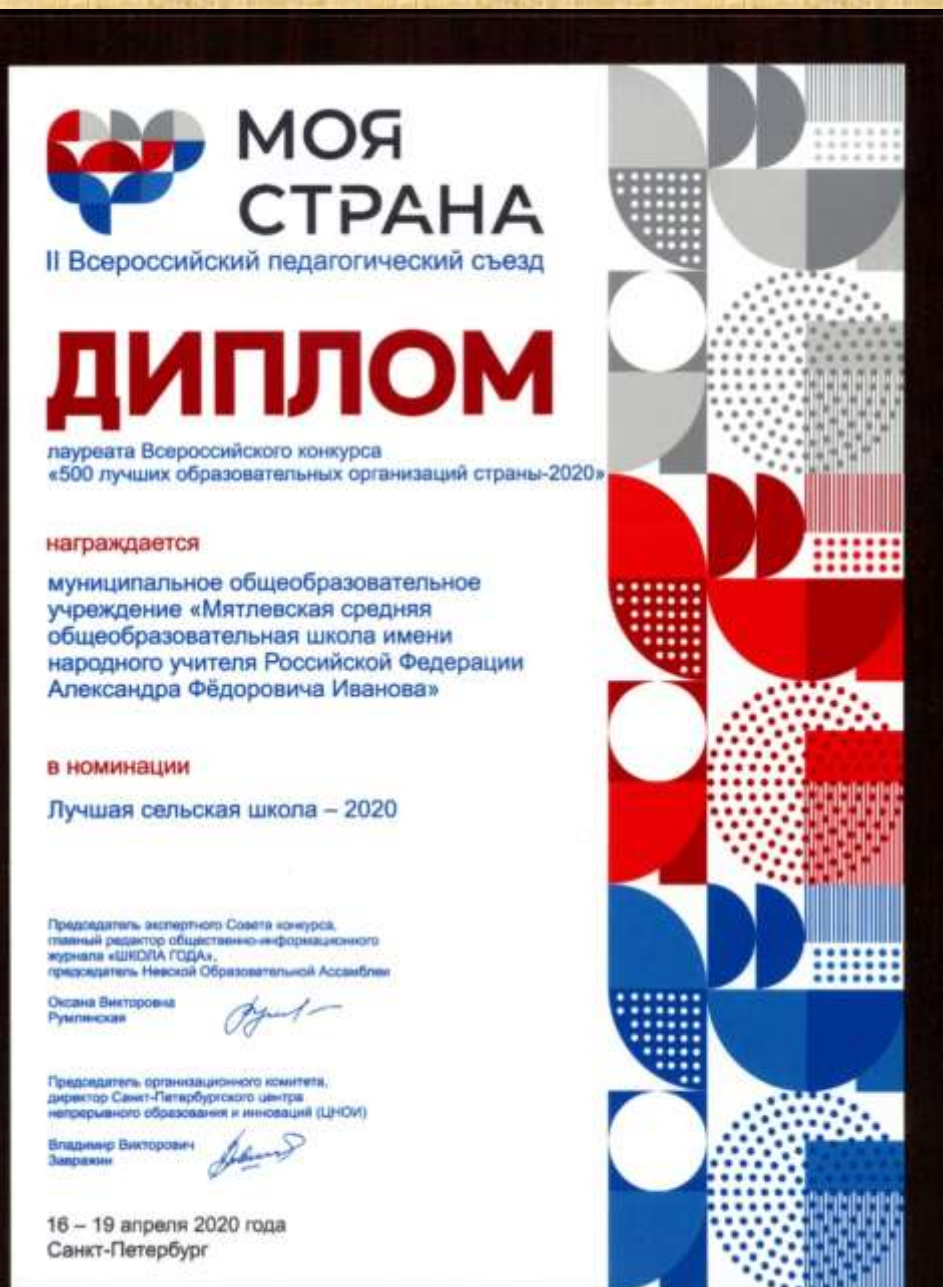 МОЯ
СТРАНА
II Всероссийский педагогический съезд
ДИПЛОМ
лауреата Всероссийского конкурса
«500 лучших образовательных организаций страны-2020»
награждается
муниципальное общеобразовательное
учреждение «Мятлевская средняя
общеобразовательная школа имени
народного учителя Российской Федерации
Александра Фёдоровича Иванова»
в номинации
Лучшая сельская школа – 2020
Председатель экспертного Совета конкурса,
главный редактор общественно-информационного
журнала «ШКОЛА ГОДА»,
председатель Невской Образовательной Ассамблеи
Оксана Викторовна
Румлянская
Председатель организационного комитета,
директор Санкт-Петербургского центра
непрерывного образования и инноваций (ЦНОИ)
Владимир Викторович
Завражин
16 – 19 апреля 2020 года
Санкт-Петербург